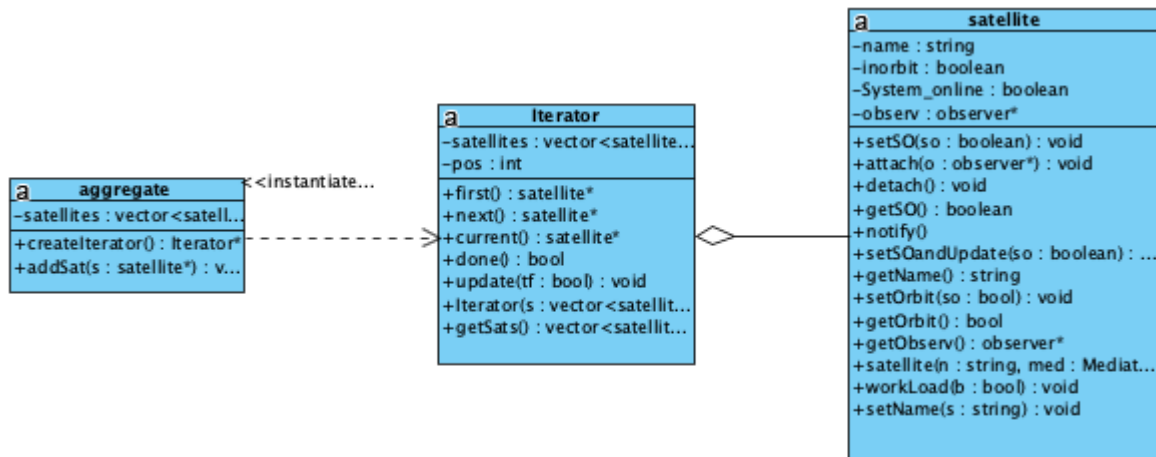 a
aggregate
-satellites : vector<satell...
+createIterator() : Iterator*
+addSat(s : satellite*) : v...
<<instantiate...
a
Iterator
-satellites : vector<satellite...
-pos : int
+first() : satellite*
+next() : satellite*
+current() : satellite*
+done() : bool
+update(tf : bool) : void
+Iterator(s : vector<satellit...
+getSats() : vector<satellit...
a
satellite
-name : string
-inorbit : boolean
-System_online : boolean
-observ : observer*
+setSO(so : boolean) : void
+attach(o : observer*) : void
+detach() : void
+getSO() : boolean
+notify()
+setSOandUpdate(so : boolean) : ...
+getName() : string
+setOrbit(so : bool) : void
+getOrbit() : bool
+getObserv() : observer*
+satellite(n : string, med : Mediat...
+workLoad(b : bool) : void
+setName(s : string) : void